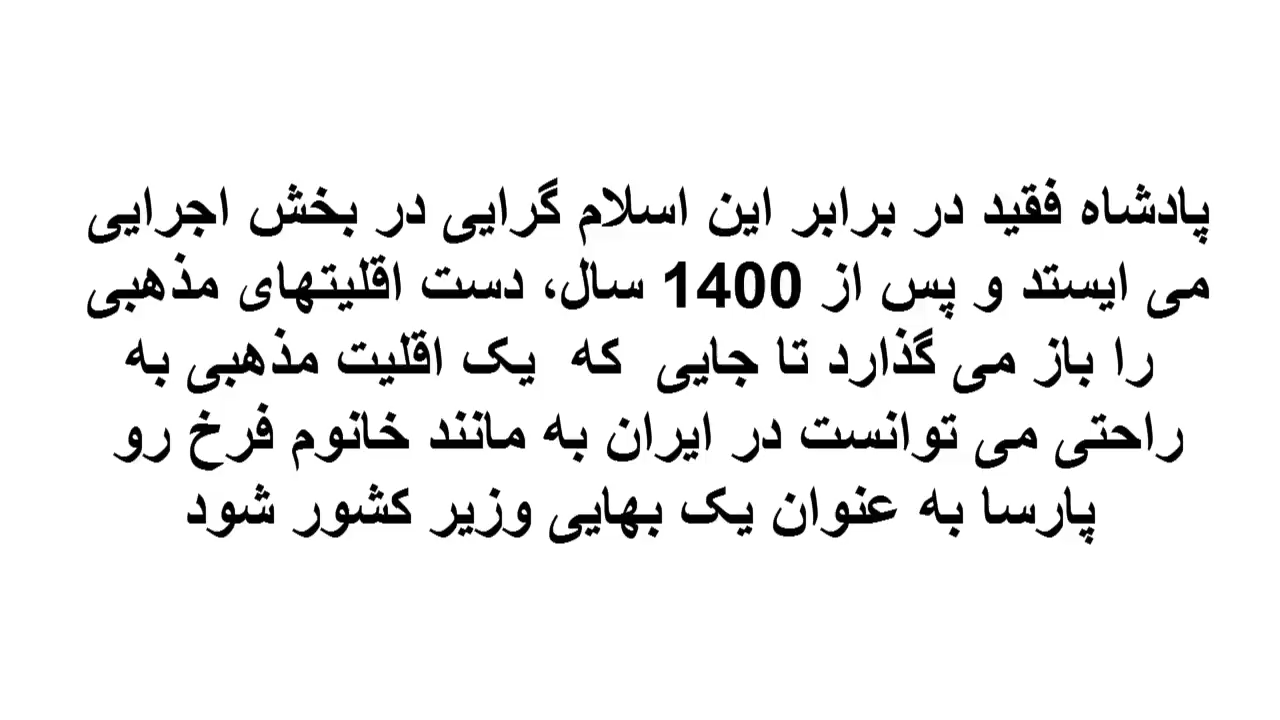 پادشاه فقید در برابر این اسلام گرایی در بخش اجرایی
می ایستد و پس از 1400 سال، دست اقلیتهای مذهبی
را باز می گذارد تا جایی که یک اقلیت مذهبی به
راحتی می توانست در ایران به مانند خانوم فرخ رو
پارسا به عنوان یک بهایی وزیر کشور شود